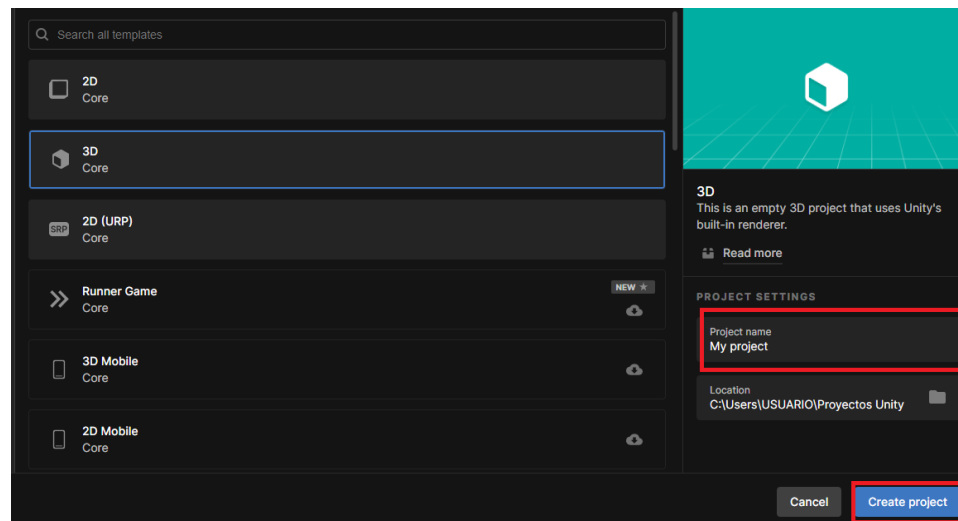 Search all templates
2D
Core
3D
Core
SRP
2D (URP)
Core
Runner Game
Core
NEW
3D Mobile
Core
2D Mobile
Core
3D
This is an empty 3D project that uses Unity's
built-in renderer.
Read more
PROJECT SETTINGS
Project name
My project
Location
C:\Users\USUARIO\Proyectos Unity
Cancel
Create project